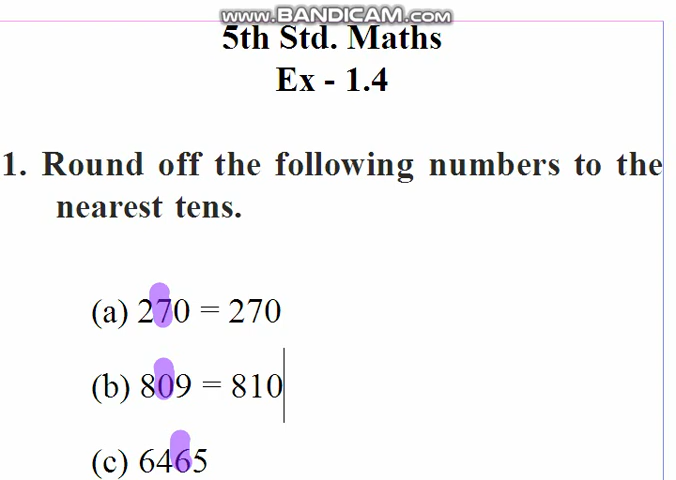 www.BANDICAM.com
5th Std. Maths
Ex - 1.4
1. Round off the following numbers to the
nearest tens.
(a) 270 = 270
(b) 809 = 810
(c) 6465